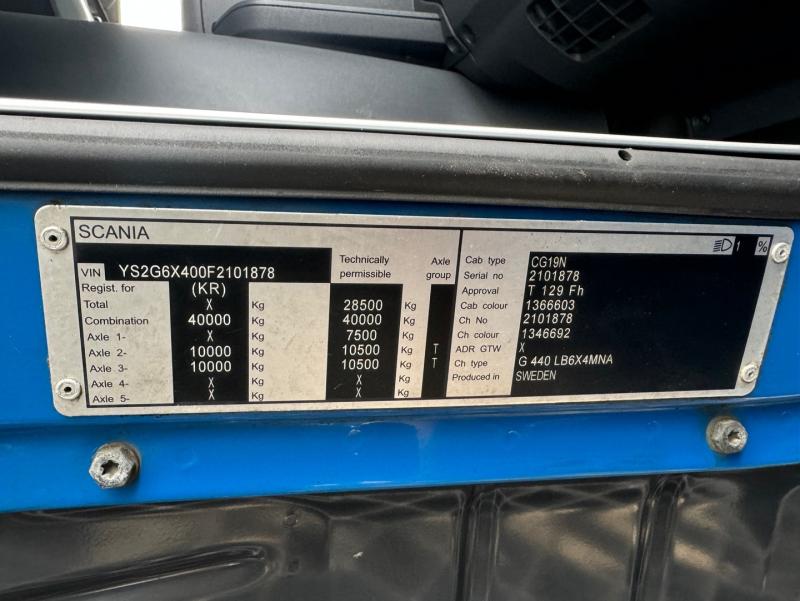 SCANIA
1 %
VIN YS2G6X400F2101878
Technically permissible
Axle group
Regist. for (KR)
Total X Kg 28500 Kg
Combination 40000 Kg 40000 Kg
Axle 1- X Kg 7500 Kg
Axle 2- 10000 Kg 10500 Kg T
Axle 3- 10000 Kg 10500 Kg T
Axle 4- X Kg X Kg
Axle 5- X Kg X Kg
Cab type CG19N
Serial no 2101878
Approval T 129 Fh
Cab colour 1366603
Ch No 2101878
Ch colour 1346692
ADR GTW X
Ch type G 440 LB6X4MNA
Produced in SWEDEN